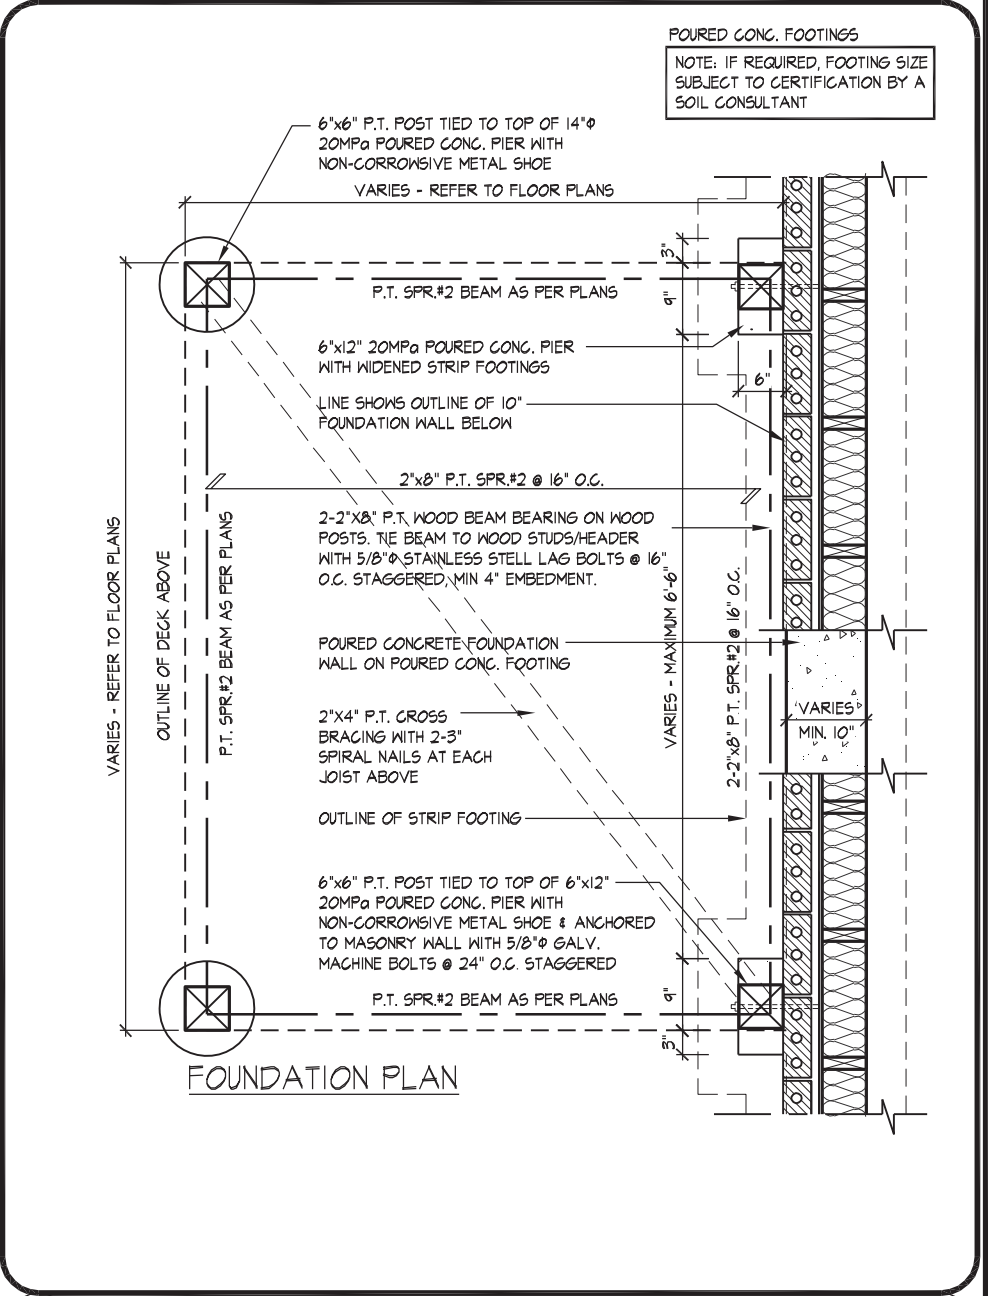 POURED CONC. FOOTINGS
NOTE: IF REQUIRED, FOOTING SIZE
SUBJECT TO CERTIFICATION BY A
SOIL CONSULTANT
6"x6" P.T. POST TIED TO TOP OF 14"Φ
20MPa POURED CONC. PIER WITH
NON-CORROWSIVE METAL SHOE
VARIES - REFER TO FLOOR PLANS
3"
P.T. SPR.#2 BEAM AS PER PLANS
9"
6"x12" 20MPa POURED CONC. PIER
WITH WIDENED STRIP FOOTINGS
6"
LINE SHOWS OUTLINE OF 10"
FOUNDATION WALL BELOW
2"x8" P.T. SPR.#2 @ 16" O.C.
2-2"X8" P.T. WOOD BEAM BEARING ON WOOD
POSTS. TIE BEAM TO WOOD STUDS/HEADER
WITH 5/8"Φ STAINLESS STELL LAG BOLTS @ 16"
O.C. STAGGERED, MIN 4" EMBEDMENT.
VARIES - REFER TO FLOOR PLANS
OUTLINE OF DECK ABOVE
P.T. SPR.#2 BEAM AS PER PLANS
VARIES - MAXIMUM 6'-6"
2-2"x8" P.T. SPR.#2 @ 16" O.C.
POURED CONCRETE FOUNDATION
WALL ON POURED CONC. FOOTING
VARIES
MIN. 10"
2"X4" P.T. CROSS
BRACING WITH 2-3"
SPIRAL NAILS AT EACH
JOIST ABOVE
OUTLINE OF STRIP FOOTING
6"x6" P.T. POST TIED TO TOP OF 6"x12"
20MPa POURED CONC. PIER WITH
NON-CORROWSIVE METAL SHOE & ANCHORED
TO MASONRY WALL WITH 5/8"Φ GALV.
MACHINE BOLTS @ 24" O.C. STAGGERED
P.T. SPR.#2 BEAM AS PER PLANS
9"
3"
FOUNDATION PLAN